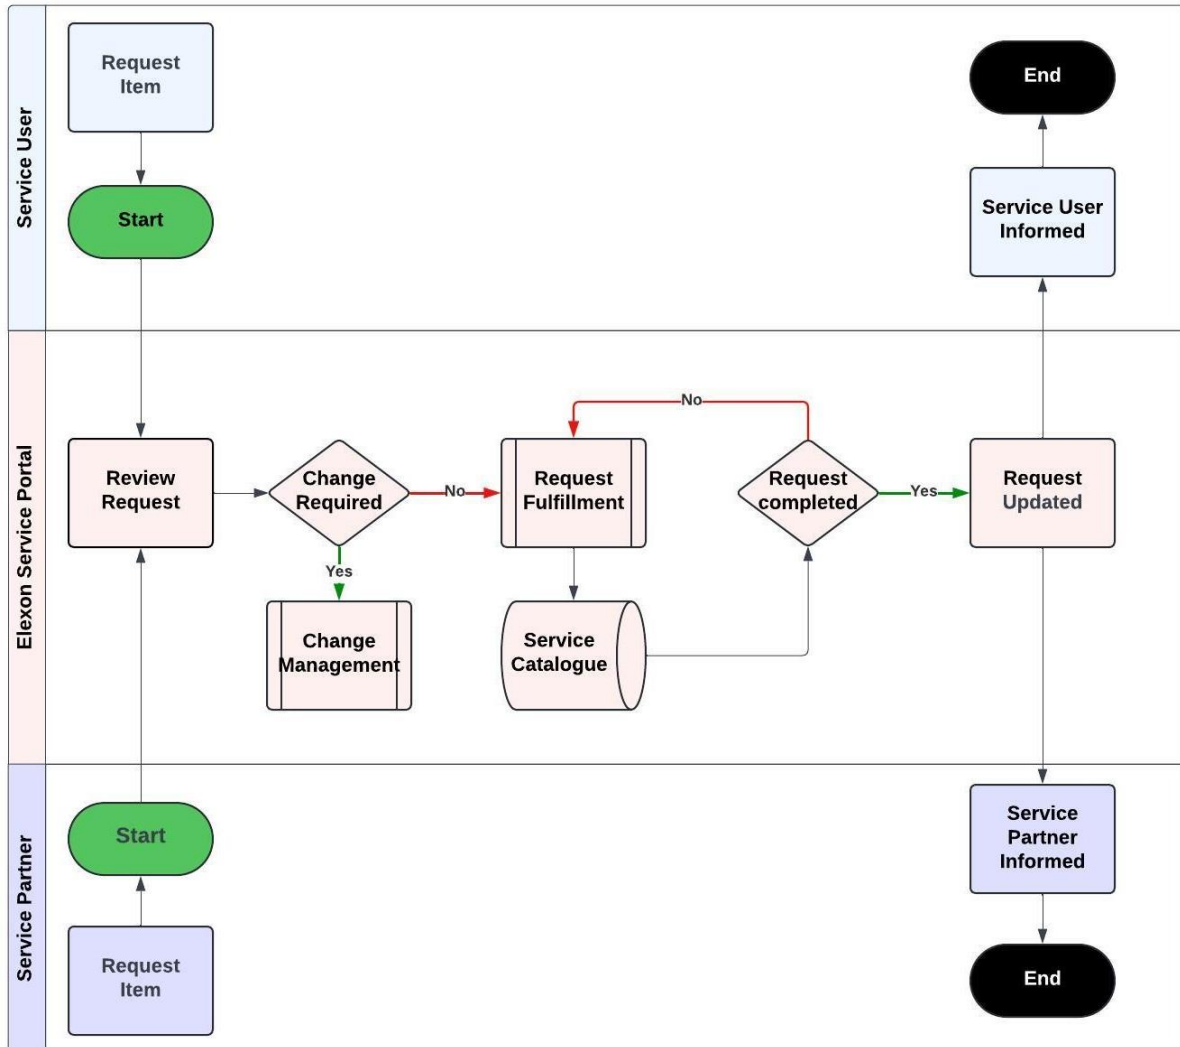 Service User
Request
Item
Start
End
Service User
Informed
Elexon Service Portal
Review
Request
Change
Required
No
Yes
Change
Management
Request
Fulfillment
Service
Catalogue
No
Request
completed
Yes
Request
Updated
Service Partner
Start
Request
Item
Service
Partner
Informed
End